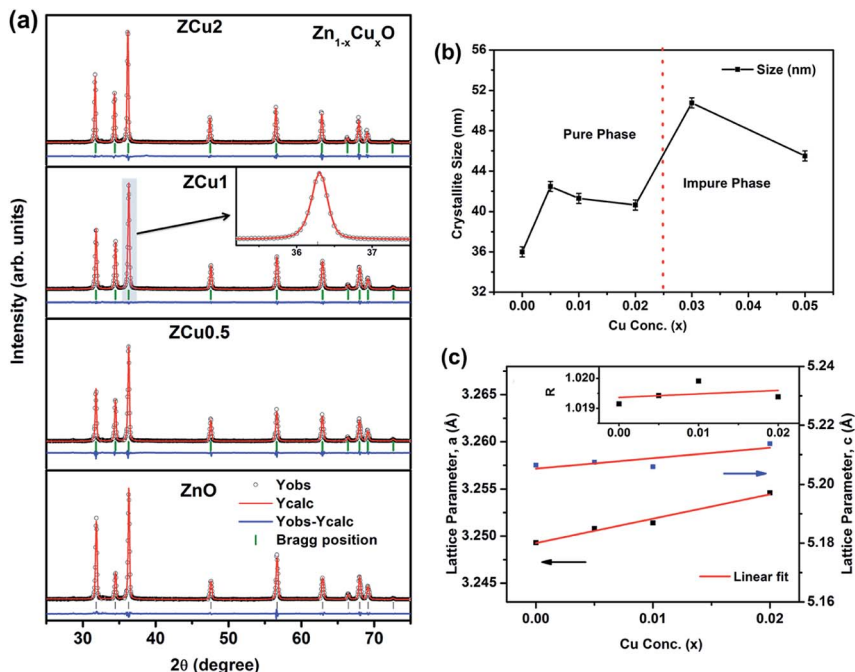 (a)
ZCu2
Zn1-xCuxO
ZCu1
36
37
ZCu0.5
ZnO
Yobs
Ycalc
Yobs-Ycalc
Bragg position
30
40
50
60
70
2θ (degree)
Intensity (arb. units)
(b)
56
52
48
44
40
36
32
Crystallite Size (nm)
Size (nm)
Pure Phase
Impure Phase
0.00
0.01
0.02
0.03
0.04
0.05
Cu Conc. (x)
(c)
3.265
3.260
3.257
3.255
3.250
3.245
Lattice Parameter, a (Å)
R
1.020
1.019
0.00
0.01
0.02
5.24
5.23
5.21
5.20
5.18
5.16
Lattice Parameter, c (Å)
Linear fit
0.00
0.01
0.02
Cu Conc. (x)